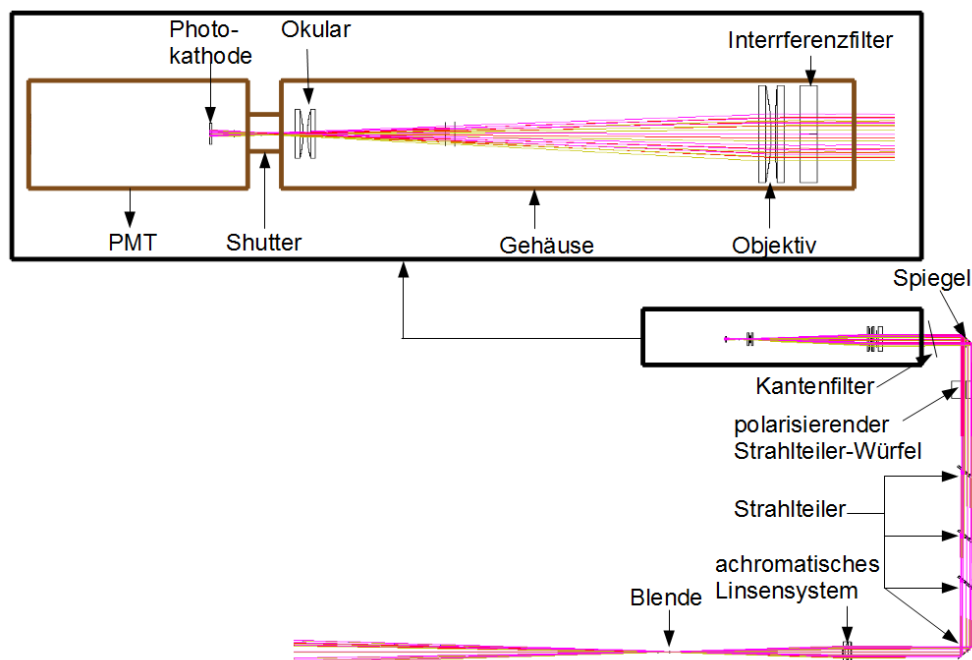 Photo-
kathode
Okular
Interrferenzfilter
PMT
Shutter
Gehäuse
Objektiv
Spiegel
Kantenfilter
polarisierender
Strahlteiler-Würfel
Strahlteiler
achromatisches
Linsensystem
Blende